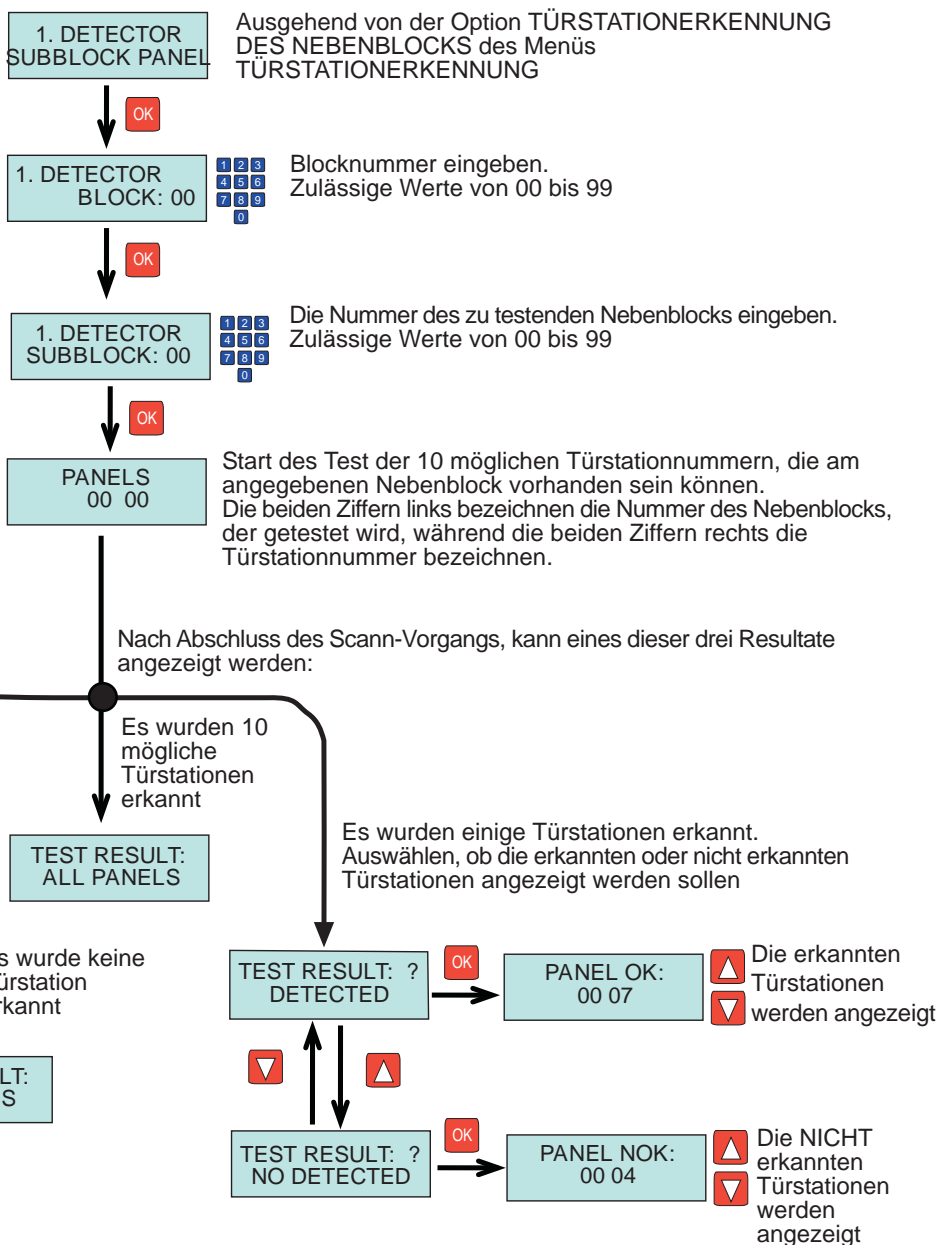 1. DETECTOR
SUBBLOCK PANEL
Ausgehend von der Option TÜRSTATIONERKENNUNG
DES NEBENBLOCKS des Menüs
TÜRSTATIONERKENNUNG
OK
1. DETECTOR
BLOCK: 00
1 2 3
4 5 6
7 8 9
0
Blocknummer eingeben.
Zulässige Werte von 00 bis 99
OK
1. DETECTOR
SUBBLOCK: 00
1 2 3
4 5 6
7 8 9
0
Die Nummer des zu testenden Nebenblocks eingeben.
Zulässige Werte von 00 bis 99
OK
PANELS
00 00
Start des Test der 10 möglichen Türstationnummern, die am
angegebenen Nebenblock vorhanden sein können.
Die beiden Ziffern links bezeichnen die Nummer des Nebenblocks,
der getestet wird, während die beiden Ziffern rechts die
Türstationnummer bezeichnen.
Nach Abschluss des Scann-Vorgangs, kann eines dieser drei Resultate
angezeigt werden:
Es wurden 10
mögliche
Türstationen
erkannt
TEST RESULT:
ALL PANELS
Es wurden einige Türstationen erkannt.
Auswählen, ob die erkannten oder nicht erkannten
Türstationen angezeigt werden sollen
s wurde keine
ürstation
rkannt
LT:
S
TEST RESULT: ?
DETECTED
OK
PANEL OK:
00 07
Die erkannten
Türstationen
werden angezeigt
TEST RESULT: ?
NO DETECTED
OK
PANEL NOK:
00 04
Die NICHT
erkannten
Türstationen
werden
angezeigt